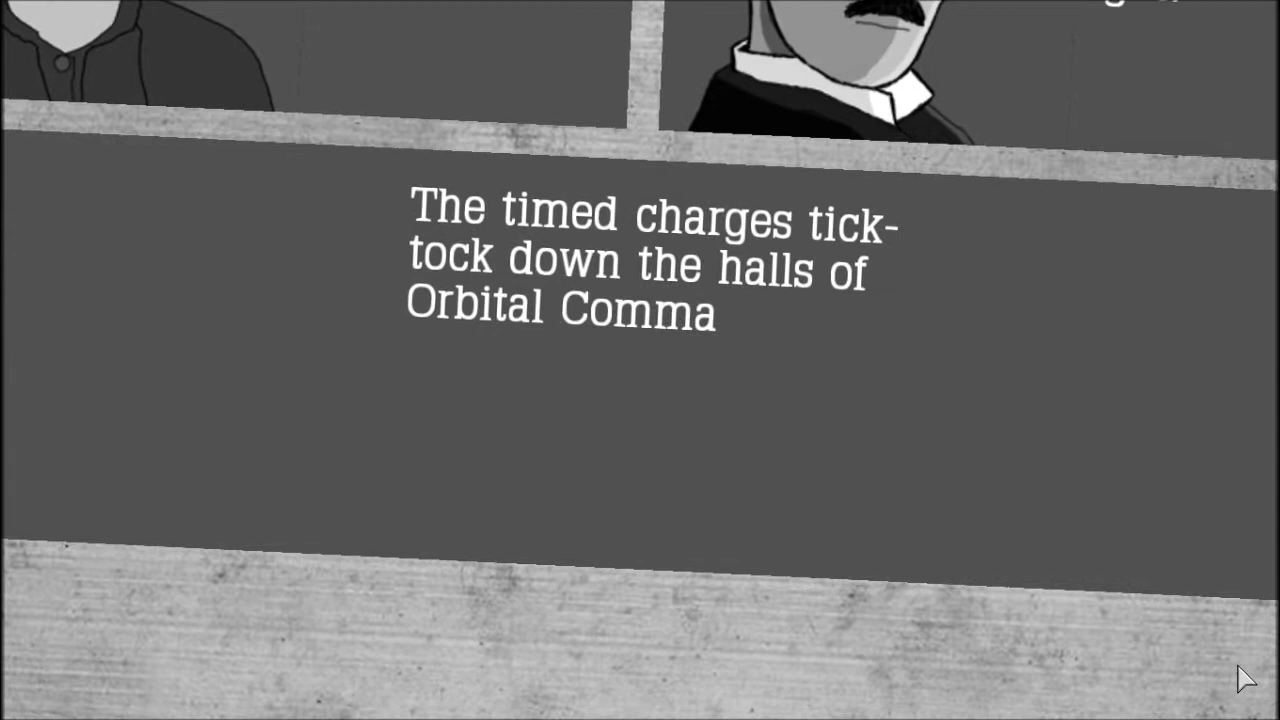 The timed charges tick-
tock down the halls of
Orbital Comma